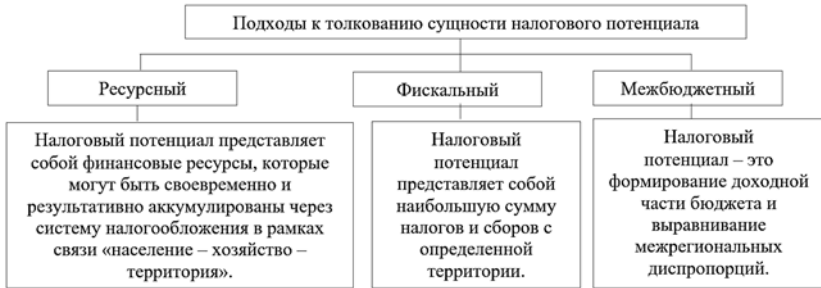 Подходы к толкованию сущности налогового потенциала
Ресурсный
Налоговый потенциал представляет
собой финансовые ресурсы, которые
могут быть своевременно и
результативно аккумулированы через
систему налогообложения в рамках
связи «население – хозяйство –
территория».
Фискальный
Налоговый
потенциал
представляет собой
наибольшую сумму
налогов и сборов с
определенной
территории.
Межбюджетный
Налоговый
потенциал – это
формирование доходной
части бюджета и
выравнивание
межрегиональных
диспропорций.